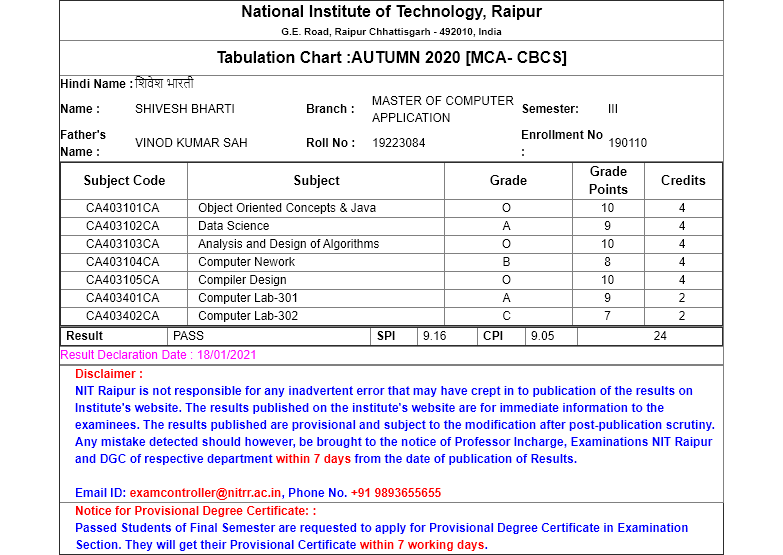 National Institute of Technology, Raipur
G.E. Road, Raipur Chhattisgarh - 492010, India
Tabulation Chart :AUTUMN 2020 [MCA- CBCS]
Hindi Name : शिवेश भारती
Name : SHIVESH BHARTI Branch : MASTER OF COMPUTER APPLICATION Semester: III
Father's Name : VINOD KUMAR SAH Roll No : 19223084 Enrollment No : 190110
Subject Code Subject Grade Grade Points Credits
CA403101CA Object Oriented Concepts & Java O 10 4
CA403102CA Data Science A 9 4
CA403103CA Analysis and Design of Algorithms O 10 4
CA403104CA Computer Nework B 8 4
CA403105CA Compiler Design O 10 4
CA403401CA Computer Lab-301 A 9 2
CA403402CA Computer Lab-302 C 7 2
Result PASS SPI 9.16 CPI 9.05 24
Result Declaration Date : 18/01/2021
Disclaimer :
NIT Raipur is not responsible for any inadvertent error that may have crept in to publication of the results on
Institute's website. The results published on the institute's website are for immediate information to the
examinees. The results published are provisional and subject to the modification after post-publication scrutiny.
Any mistake detected should however, be brought to the notice of Professor Incharge, Examinations NIT Raipur
and DGC of respective department within 7 days from the date of publication of Results.
Email ID: examcontroller@nitrr.ac.in, Phone No. +91 9893655655
Notice for Provisional Degree Certificate: :
Passed Students of Final Semester are requested to apply for Provisional Degree Certificate in Examination
Section. They will get their Provisional Certificate within 7 working days.